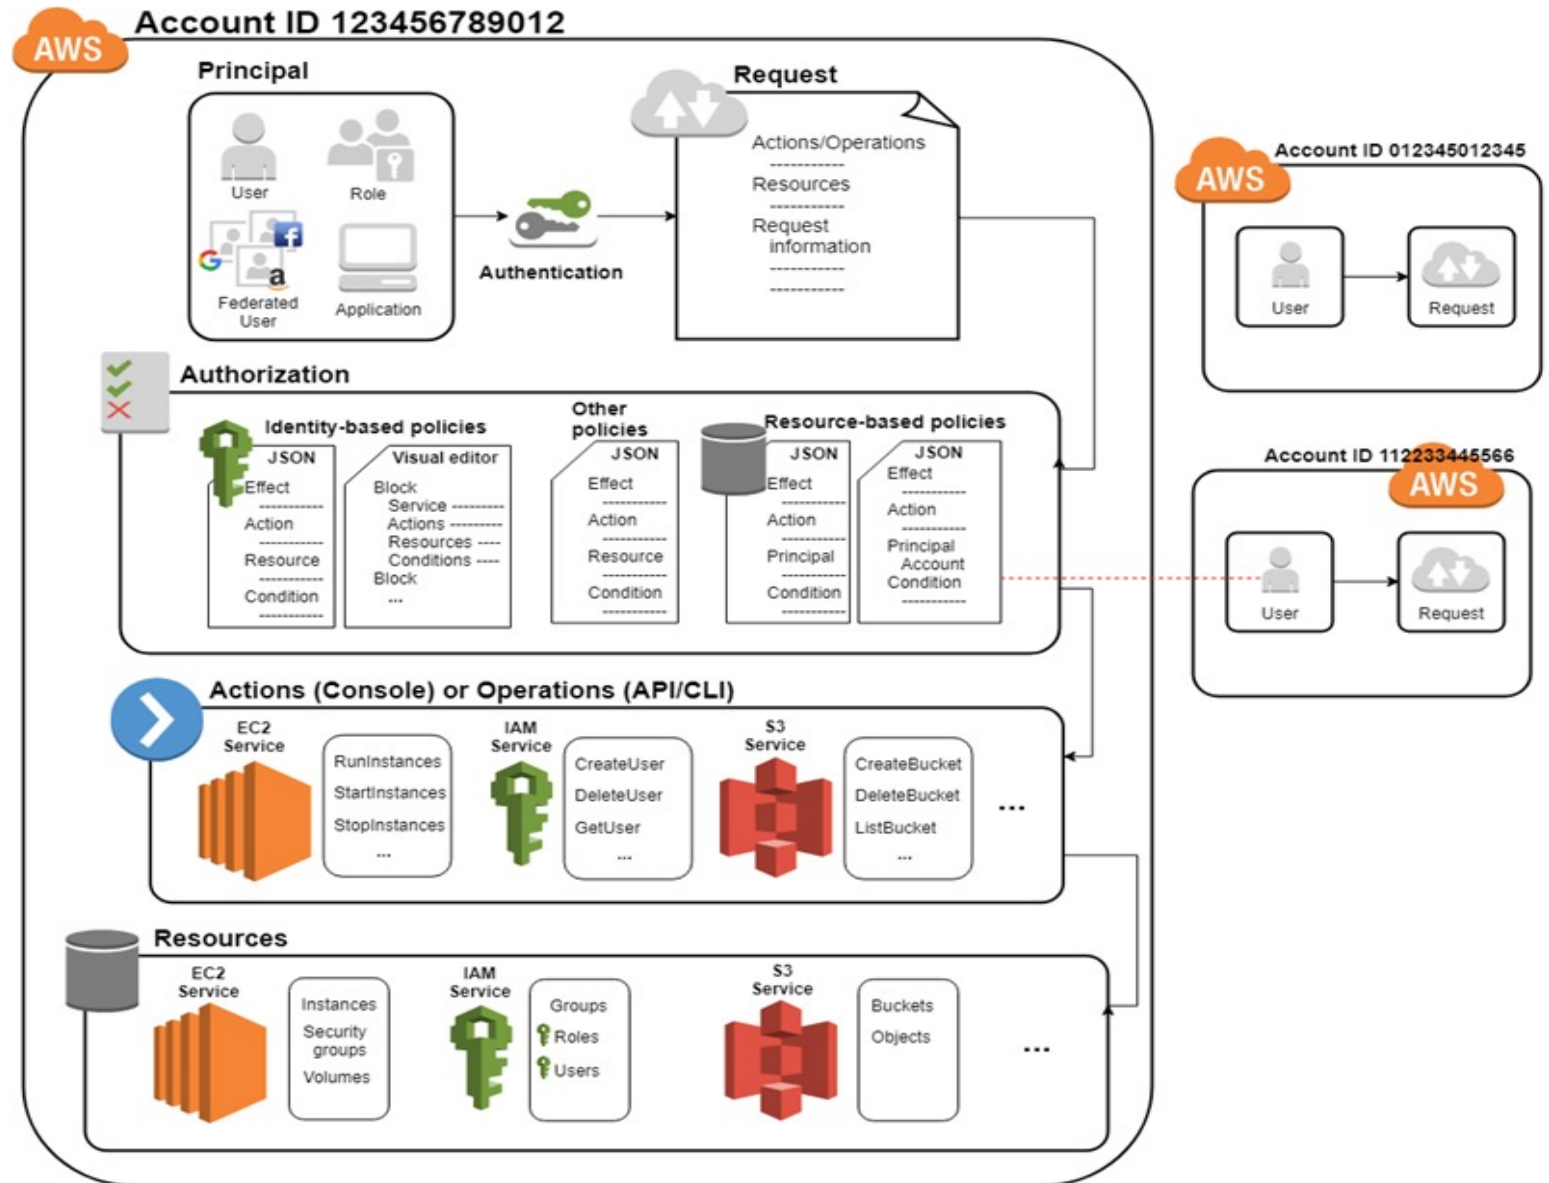 AWS
Account ID 123456789012
Principal
User
Role
G
f
a
Federated
User
Application
Authentication
Request
Actions/Operations
-----------
Resources
-----------
Request
information
-----------
-----------
AWS
Account ID 012345012345
User
Request
Authorization
Identity-based policies
JSON
Effect
-----------
Action
-----------
Resource
-----------
Condition
-----------
Visual editor
Block
Service ---------
Actions ---------
Resources ----
Conditions ----
Block
...
Other
policies
JSON
Effect
-----------
Action
-----------
Resource
-----------
Condition
-----------
Resource-based policies
JSON
Effect
-----------
Action
-----------
Principal
-----------
Condition
-----------
JSON
Effect
-----------
Action
-----------
Principal
Account
Condition
-----------
Account ID 112233445566
AWS
User
Request
Actions (Console) or Operations (API/CLI)
EC2
Service
RunInstances
StartInstances
StopInstances
...
IAM
Service
CreateUser
DeleteUser
GetUser
...
S3
Service
CreateBucket
DeleteBucket
ListBucket
...
...
Resources
EC2
Service
Instances
Security
groups
Volumes
IAM
Service
Groups
Roles
Users
S3
Service
Buckets
Objects
...